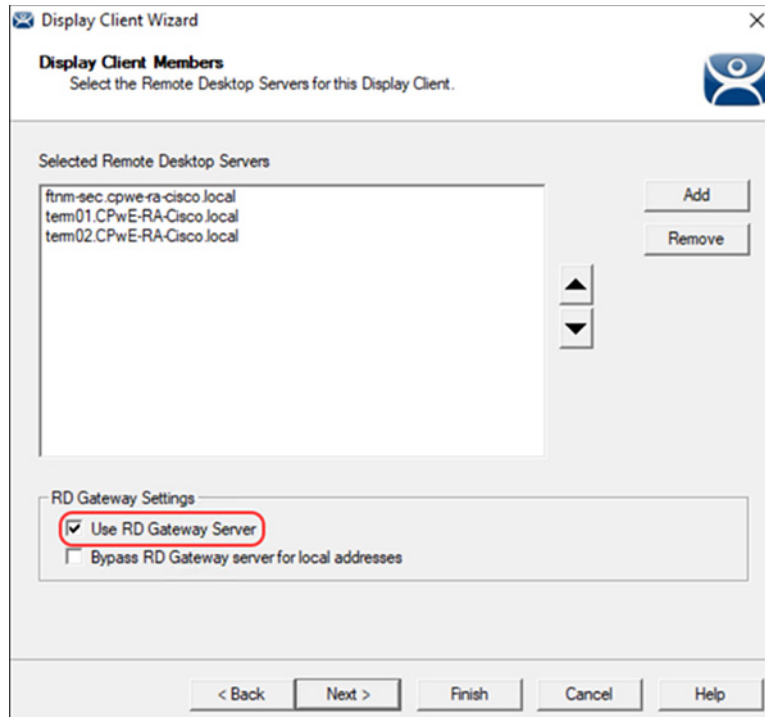 Display Client Wizard
Display Client Members
Select the Remote Desktop Servers for this Display Client.
Selected Remote Desktop Servers
ftnm-sec.cpwe-ra-cisco.local
term01.CPwE-RA-Cisco.local
term02.CPwE-RA-Cisco.local
Add
Remove
RD Gateway Settings
Use RD Gateway Server
Bypass RD Gateway server for local addresses
< Back
Next >
Finish
Cancel
Help